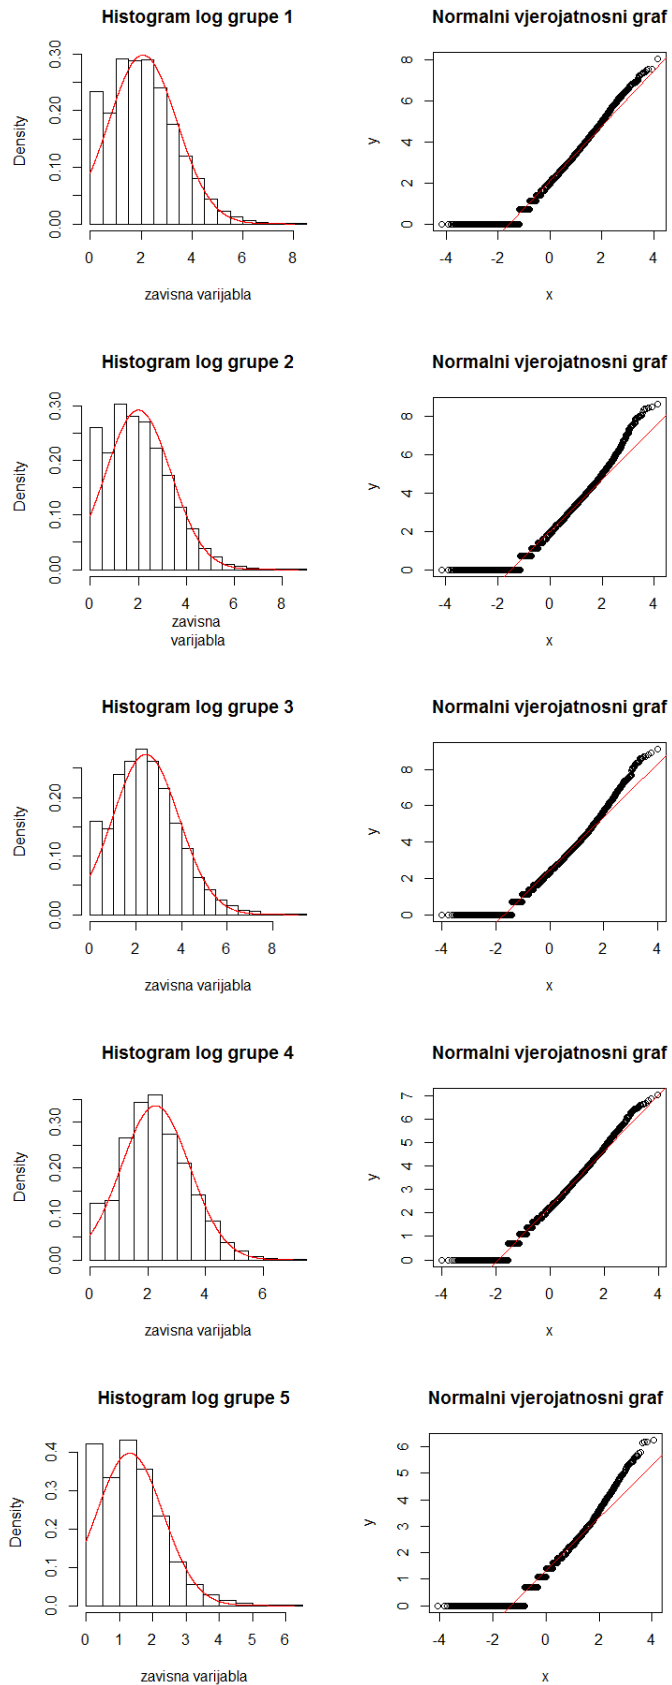 Histogram log grupe 1
Normalni vjerojatnosni graf
Density
0.00 0.10 0.20 0.30
0 2 4 6 8
zavisna varijabla
y
0 2 4 6 8
-4 -2 0 2 4
x
Histogram log grupe 2
Normalni vjerojatnosni graf
Density
0.00 0.10 0.20 0.30
0 2 4 6 8
zavisna
varijabla
y
0 2 4 6 8
-4 -2 0 2 4
x
Histogram log grupe 3
Normalni vjerojatnosni graf
Density
0.00 0.10 0.20
0 2 4 6 8
zavisna varijabla
y
0 2 4 6 8
-4 -2 0 2 4
x
Histogram log grupe 4
Normalni vjerojatnosni graf
Density
0.00 0.10 0.20 0.30
0 2 4 6
zavisna varijabla
y
0 1 2 3 4 5 6 7
-4 -2 0 2 4
x
Histogram log grupe 5
Normalni vjerojatnosni graf
Density
0.0 0.1 0.2 0.3 0.4
0 1 2 3 4 5 6
zavisna varijabla
y
0 1 2 3 4 5 6
-4 -2 0 2 4
x